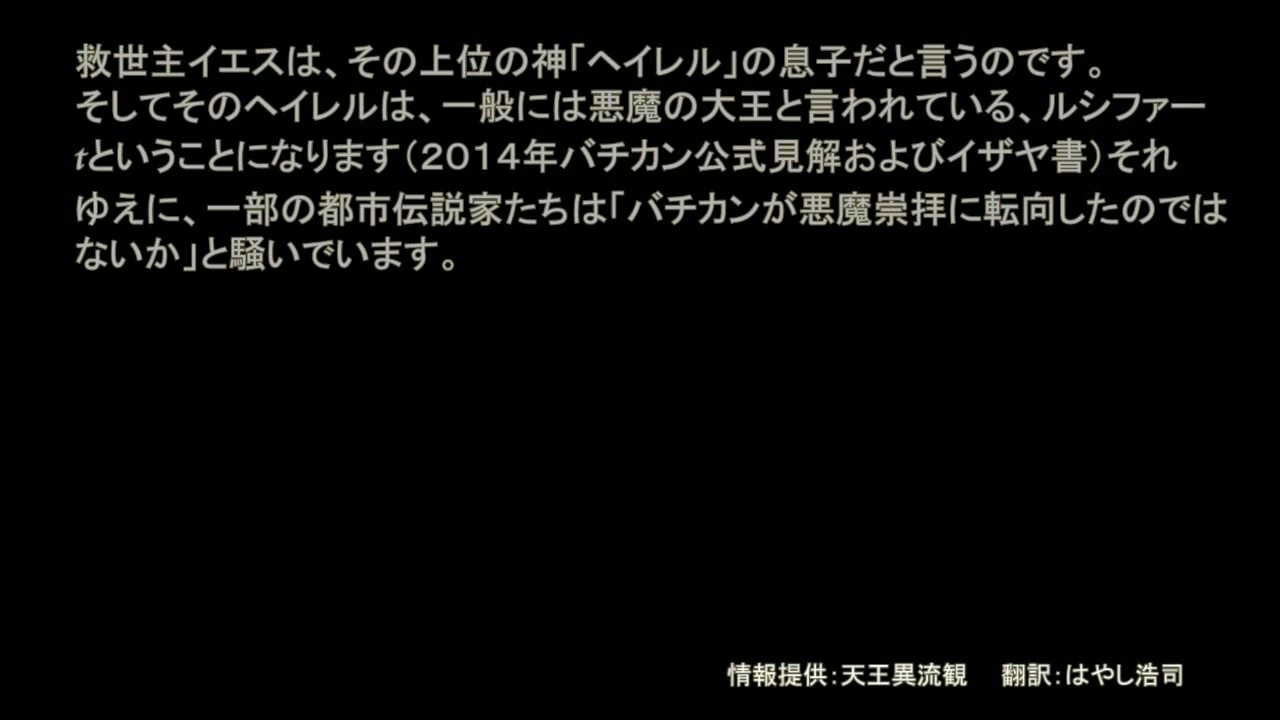 救世主イエスは、その上位の神「ヘイレル」の息子だと言うのです。
そしてそのヘイレルは、一般には悪魔の大王と言われている、ルシファー
tということになります（２０１４年バチカン公式見解およびイザヤ書）それ
ゆえに、一部の都市伝説家たちは「バチカンが悪魔崇拝に転向したのでは
ないか」と騒いでいます。
情報提供：天王異流観　翻訳：はやし浩司